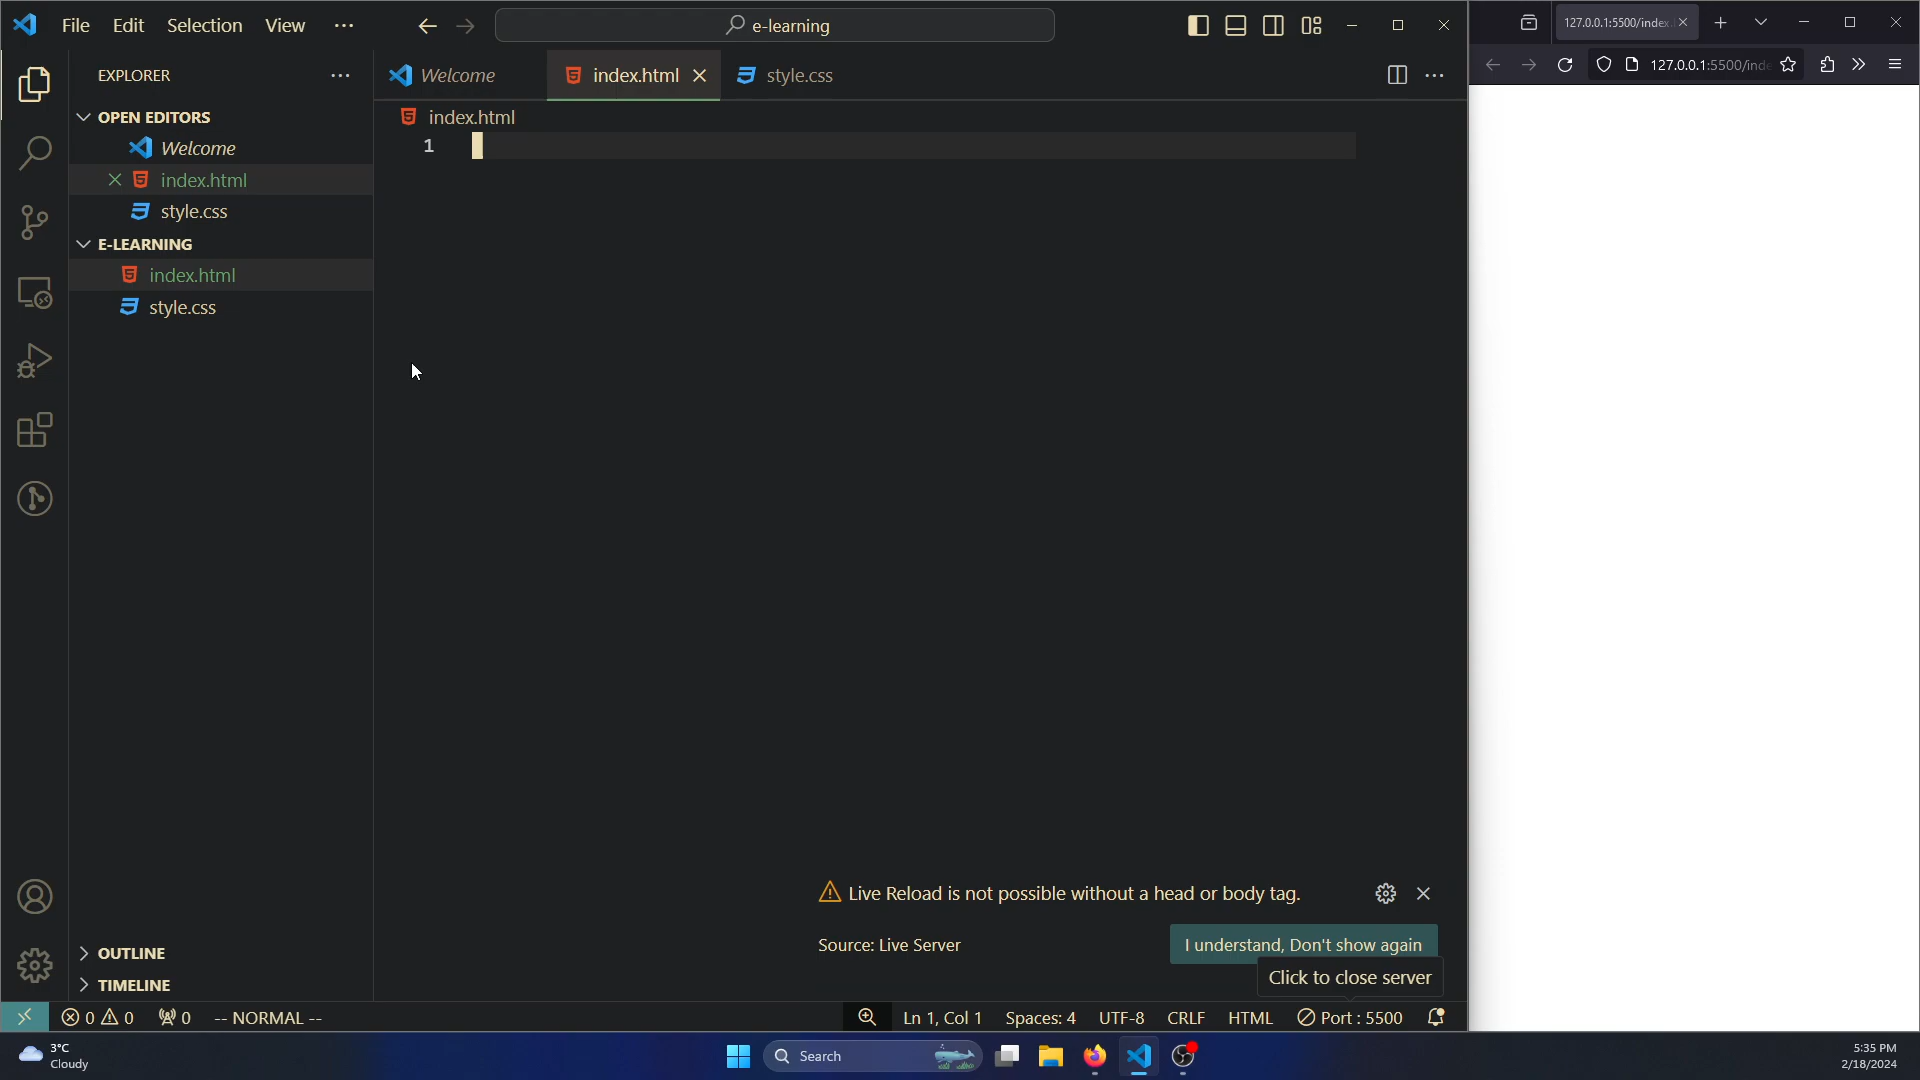 File Edit Selection View ···
e-learning
127.0.0.1:5500/index.
127.0.0.1:5500/inde
EXPLORER
Welcome
index.html
style.css
OPEN EDITORS
Welcome
index.html
style.css
E-LEARNING
index.html
style.css
index.html
1
Live Reload is not possible without a head or body tag.
Source: Live Server
I understand, Don't show again
Click to close server
OUTLINE
TIMELINE
0 0 0 -- NORMAL --
Ln 1, Col 1 Spaces: 4 UTF-8 CRLF HTML Port : 5500
3°C
Cloudy
Search
5:35 PM
2/18/2024